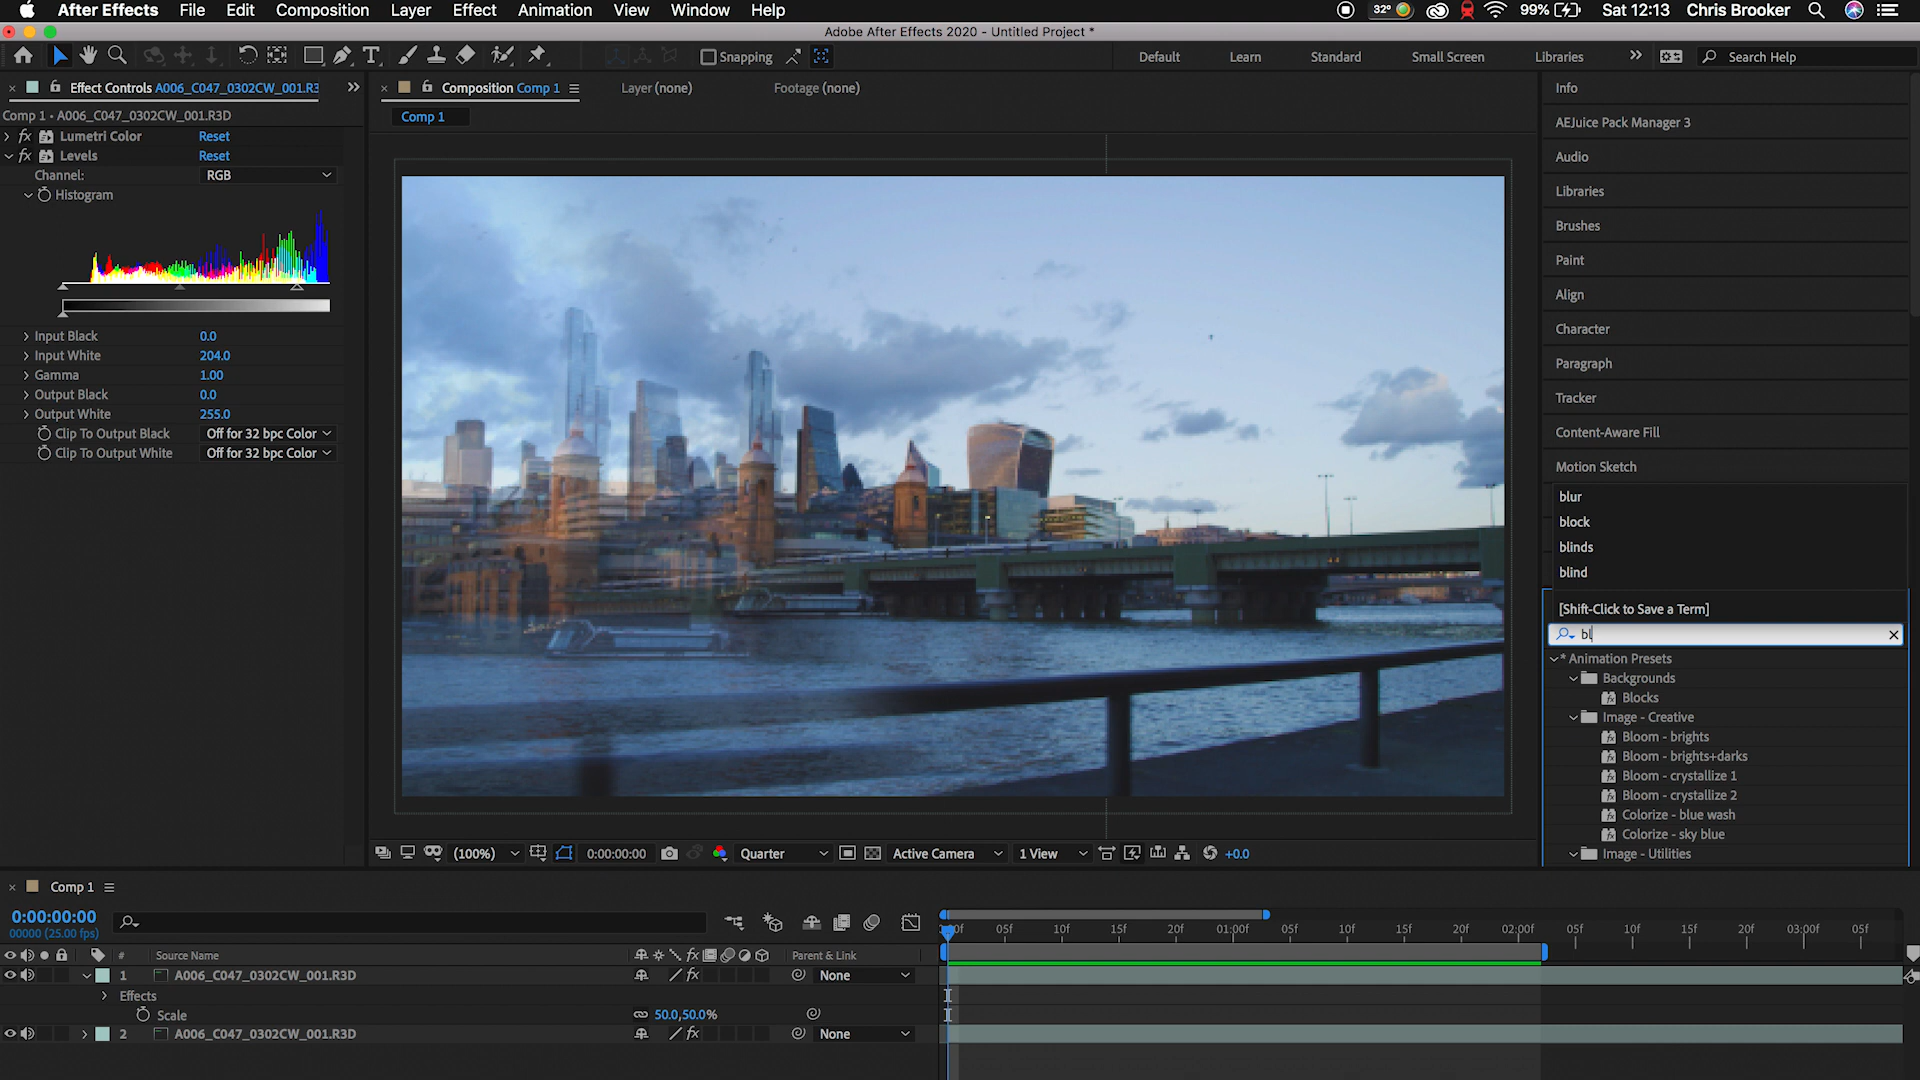 After Effects File Edit Composition Layer Effect Animation View Window Help 32° 99% Sat 12:13 Chris Brooker
Adobe After Effects 2020 - Untitled Project *
Snapping Default Learn Standard Small Screen Libraries Search Help
Effect Controls A006_C047_0302CW_001.R3
Composition Comp 1 Layer (none) Footage (none)
Comp 1 • A006_C047_0302CW_001.R3D
Comp 1
fx Lumetri Color Reset
fx Levels Reset
Channel: RGB
Histogram
Input Black 0.0
Input White 204.0
Gamma 1.00
Output Black 0.0
Output White 255.0
Clip To Output Black Off for 32 bpc Color
Clip To Output White Off for 32 bpc Color
Info
AEJuice Pack Manager 3
Audio
Libraries
Brushes
Paint
Align
Character
Paragraph
Tracker
Content-Aware Fill
Motion Sketch
blur
block
blinds
blind
[Shift-Click to Save a Term]
bl
* Animation Presets
Backgrounds
Blocks
Image - Creative
Bloom - brights
Bloom - brights+darks
Bloom - crystallize 1
Bloom - crystallize 2
Colorize - blue wash
Colorize - sky blue
Image - Utilities
(100%) 0:00:00:00 Quarter Active Camera 1 View +0.0
Comp 1
0:00:00:00
00000 (25.00 fps)
05f 10f 15f 20f 01:00f 05f 10f 15f 20f 02:00f 05f 10f 15f 20f 03:00f 05f
# Source Name fx Parent & Link
1 A006_C047_0302CW_001.R3D fx None
Effects
Scale 50.0,50.0%
2 A006_C047_0302CW_001.R3D fx None